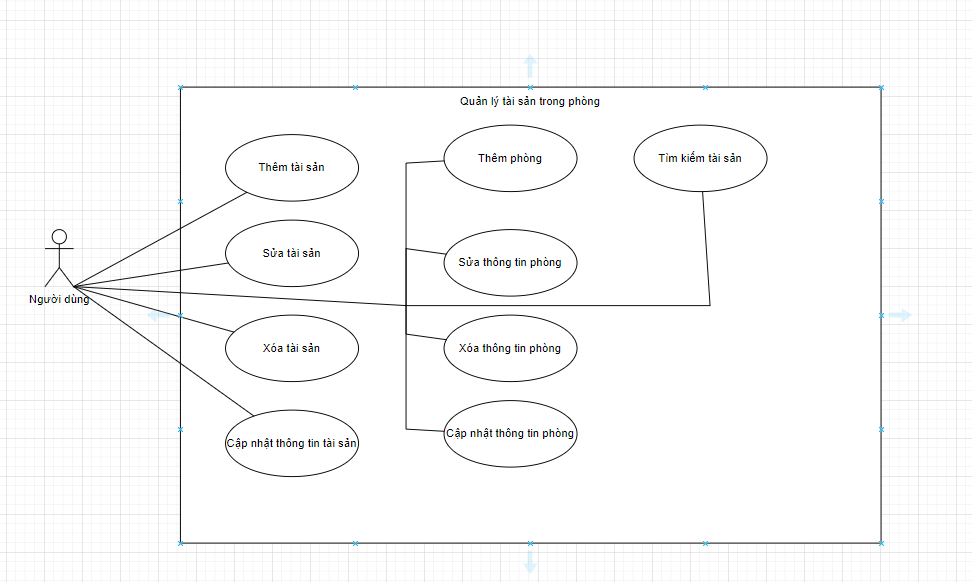 Quản lý tài sản trong phòng
Thêm tài sản
Thêm phòng
Tìm kiếm tài sản
Sửa tài sản
Sửa thông tin phòng
Người dùng
Xóa tài sản
Xóa thông tin phòng
Cập nhật thông tin tài sản
Cập nhật thông tin phòng